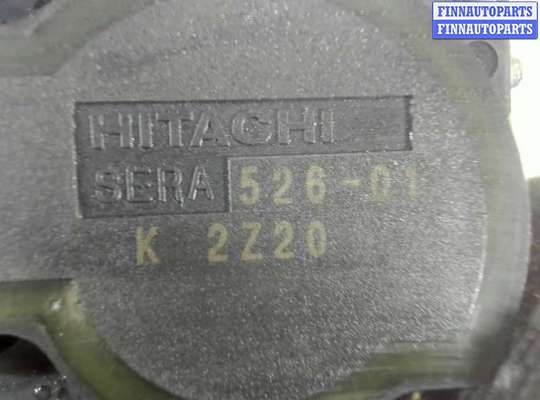 FINNAUTOPARTS
FINNAUTOPARTS
HITACHI
SERA 526-01
K 2Z20